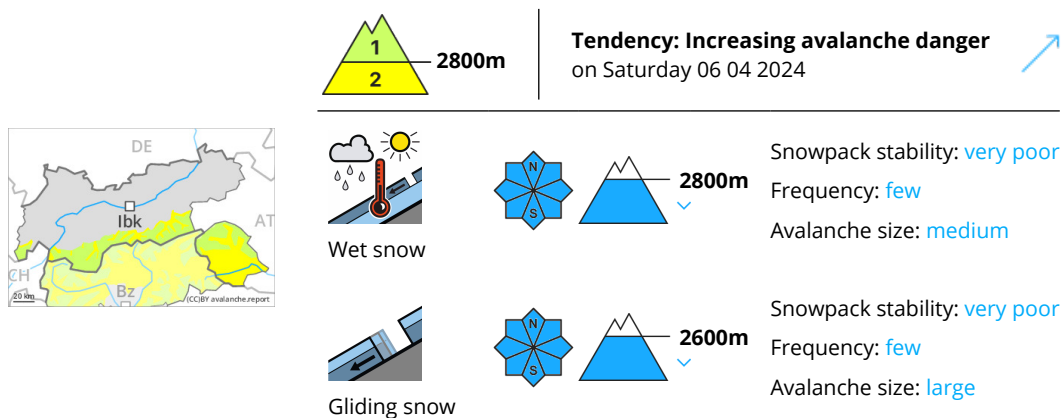 1
2
2800m
Tendency: Increasing avalanche danger
on Saturday 06 04 2024
DE
Ibk
AT
CH
Bz
20 km
(CC)BY avalanche.report
Wet snow
N
S
2800m
Snowpack stability: very poor
Frequency: few
Avalanche size: medium
Gliding snow
N
S
2600m
Snowpack stability: very poor
Frequency: few
Avalanche size: large